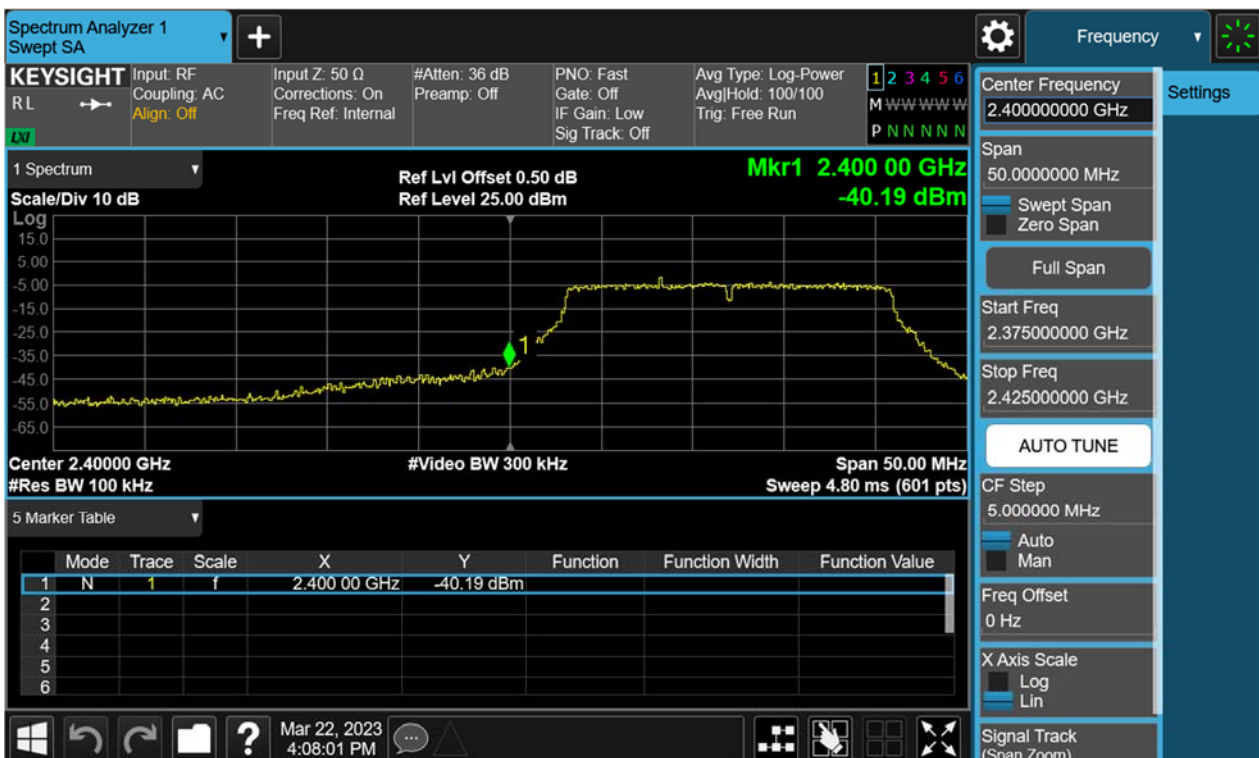 Spectrum Analyzer 1
Swept SA
Frequency
KEYSIGHT
R L
LXI
Input: RF
Coupling: AC
Align: Off
Input Z: 50 Ω
Corrections: On
Freq Ref: Internal
#Atten: 36 dB
Preamp: Off
PNO: Fast
Gate: Off
IF Gain: Low
Sig Track: Off
Avg Type: Log-Power
Avg|Hold: 100/100
Trig: Free Run
1 2 3 4 5 6
M W W W W W
P N N N N N
1 Spectrum
Scale/Div 10 dB
Ref Lvl Offset 0.50 dB
Ref Level 25.00 dBm
Mkr1 2.400 00 GHz
-40.19 dBm
Log
15.0
5.00
-5.00
-15.0
-25.0
-35.0
-45.0
-55.0
-65.0
1
Center 2.40000 GHz
#Res BW 100 kHz
#Video BW 300 kHz
Span 50.00 MHz
Sweep 4.80 ms (601 pts)
5 Marker Table
Mode Trace Scale X Y Function Function Width Function Value
1 N 1 f 2.400 00 GHz -40.19 dBm
2
3
4
5
6
?
Mar 22, 2023
4:08:01 PM
Center Frequency
2.400000000 GHz
Span
50.0000000 MHz
Swept Span
Zero Span
Full Span
Start Freq
2.375000000 GHz
Stop Freq
2.425000000 GHz
AUTO TUNE
CF Step
5.000000 MHz
Auto
Man
Freq Offset
0 Hz
X Axis Scale
Log
Lin
Signal Track
(Span Zoom)
Settings